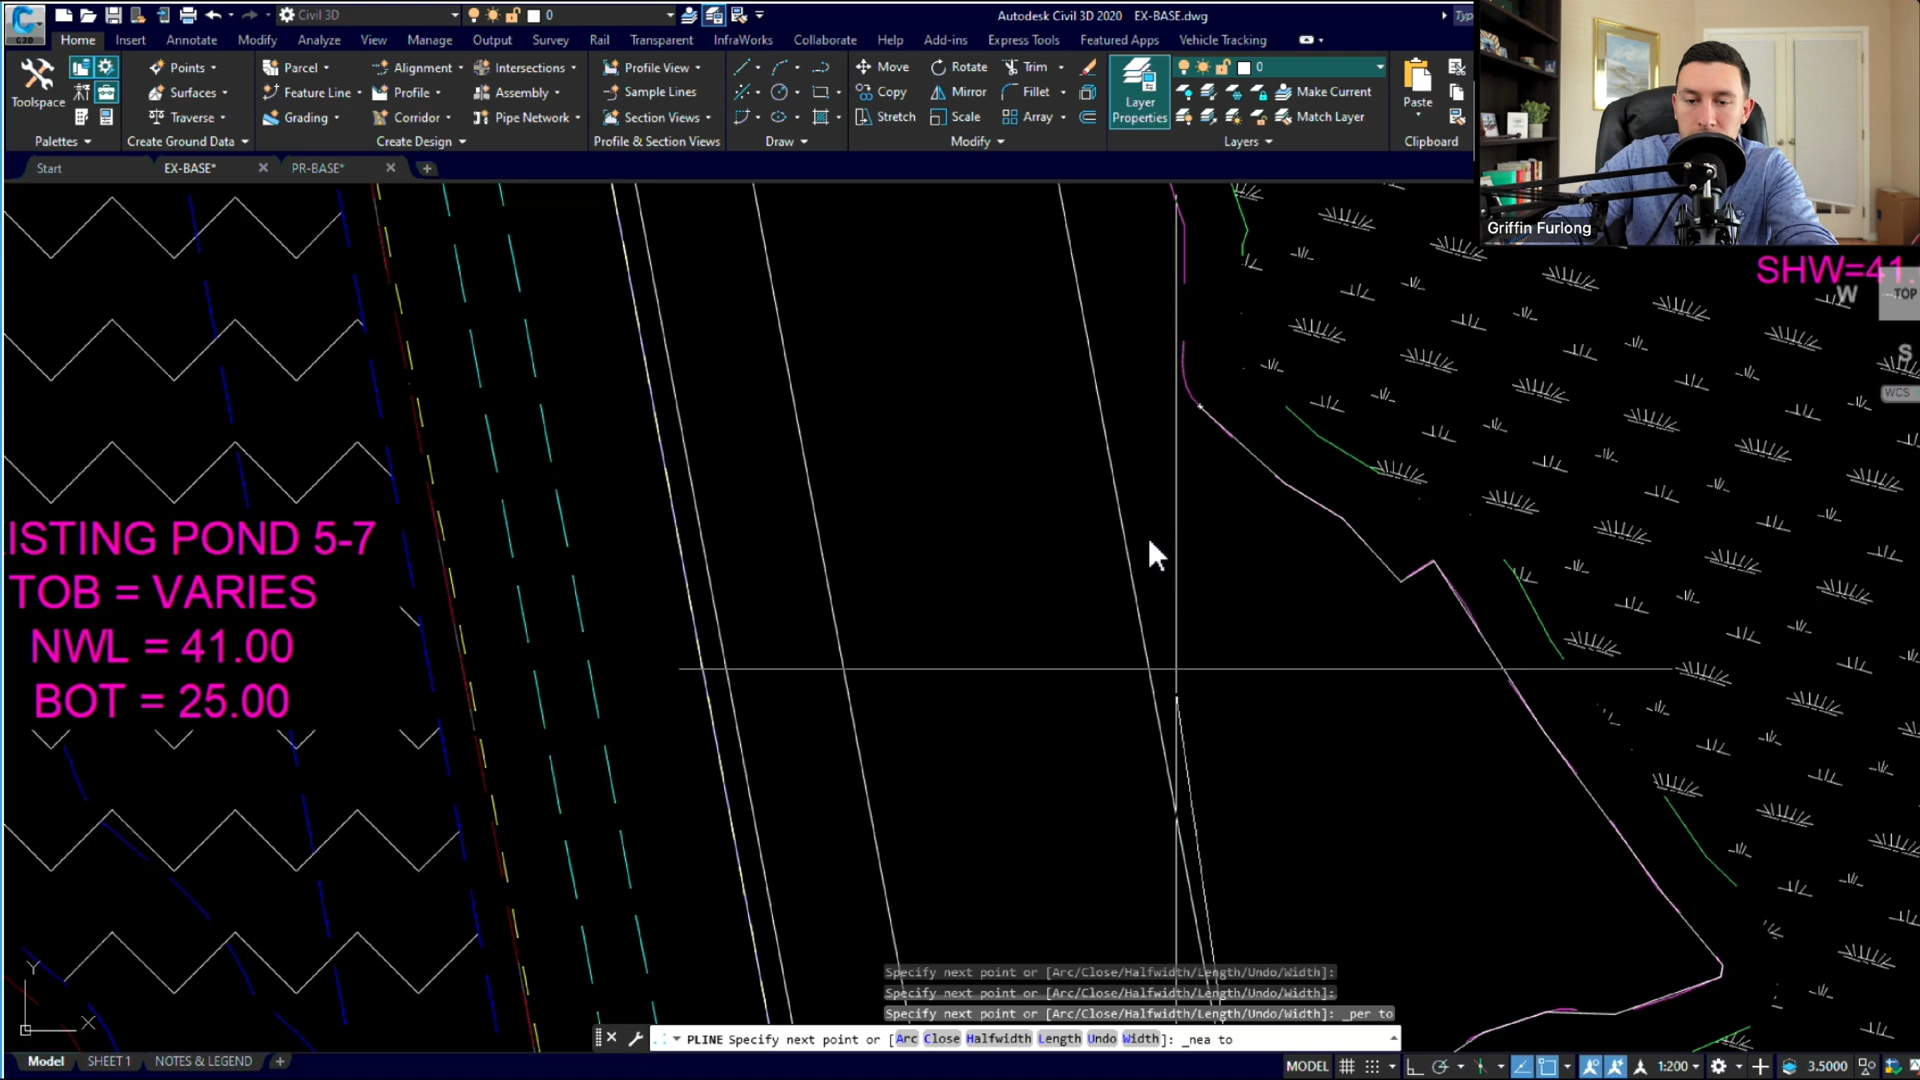 Civil 3D
0
Autodesk Civil 3D 2020 EX-BASE.dwg
Typ
C3D
Home Insert Annotate Modify Analyze View Manage Output Survey Rail Transparent InfraWorks Collaborate Help Add-ins Express Tools Featured Apps Vehicle Tracking
Toolspace
Points
Surfaces
Traverse
Parcel
Feature Line
Grading
Alignment
Profile
Corridor
Intersections
Assembly
Pipe Network
Profile View
Sample Lines
Section Views
Move
Copy
Stretch
Rotate
Mirror
Scale
Trim
Fillet
Array
Layer
Properties
0
Make Current
Match Layer
Paste
Palettes
Create Ground Data
Create Design
Profile & Section Views
Draw
Modify
Layers
Clipboard
Start EX-BASE* PR-BASE*
Griffin Furlong
SHW=41.
W
TOP
S
WCS
ISTING POND 5-7
TOB = VARIES
NWL = 41.00
BOT = 25.00
Y
X
Specify next point or [Arc/Close/Halfwidth/Length/Undo/Width]:
Specify next point or [Arc/Close/Halfwidth/Length/Undo/Width]:
Specify next point or [Arc/Close/Halfwidth/Length/Undo/Width]: _per to
PLINE Specify next point or [Arc Close Halfwidth Length Undo Width]: _nea to
Model SHEET 1 NOTES & LEGEND
MODEL
1:200
3.5000